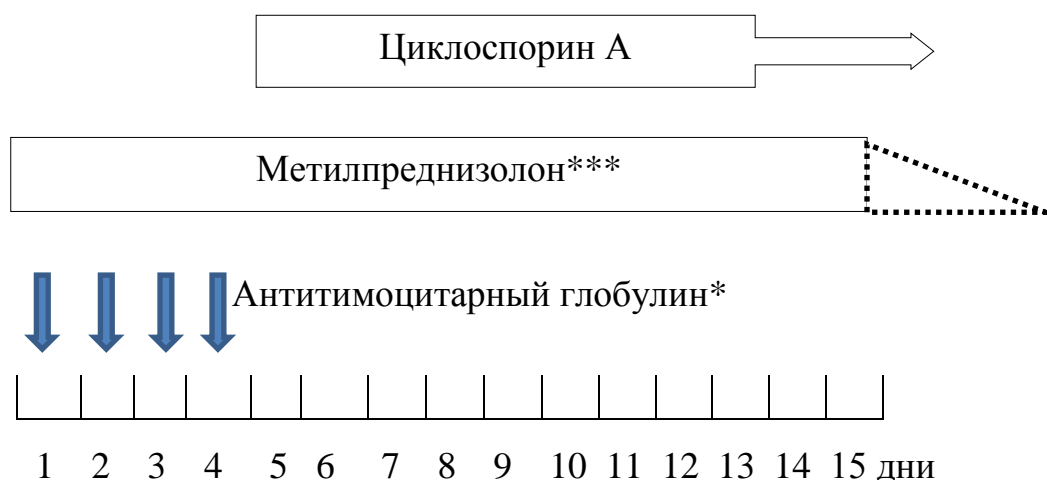 Циклоспорин А
Метилпреднизолон***
Антитимоцитарный глобулин*
1 2 3 4 5 6 7 8 9 10 11 12 13 14 15 дни